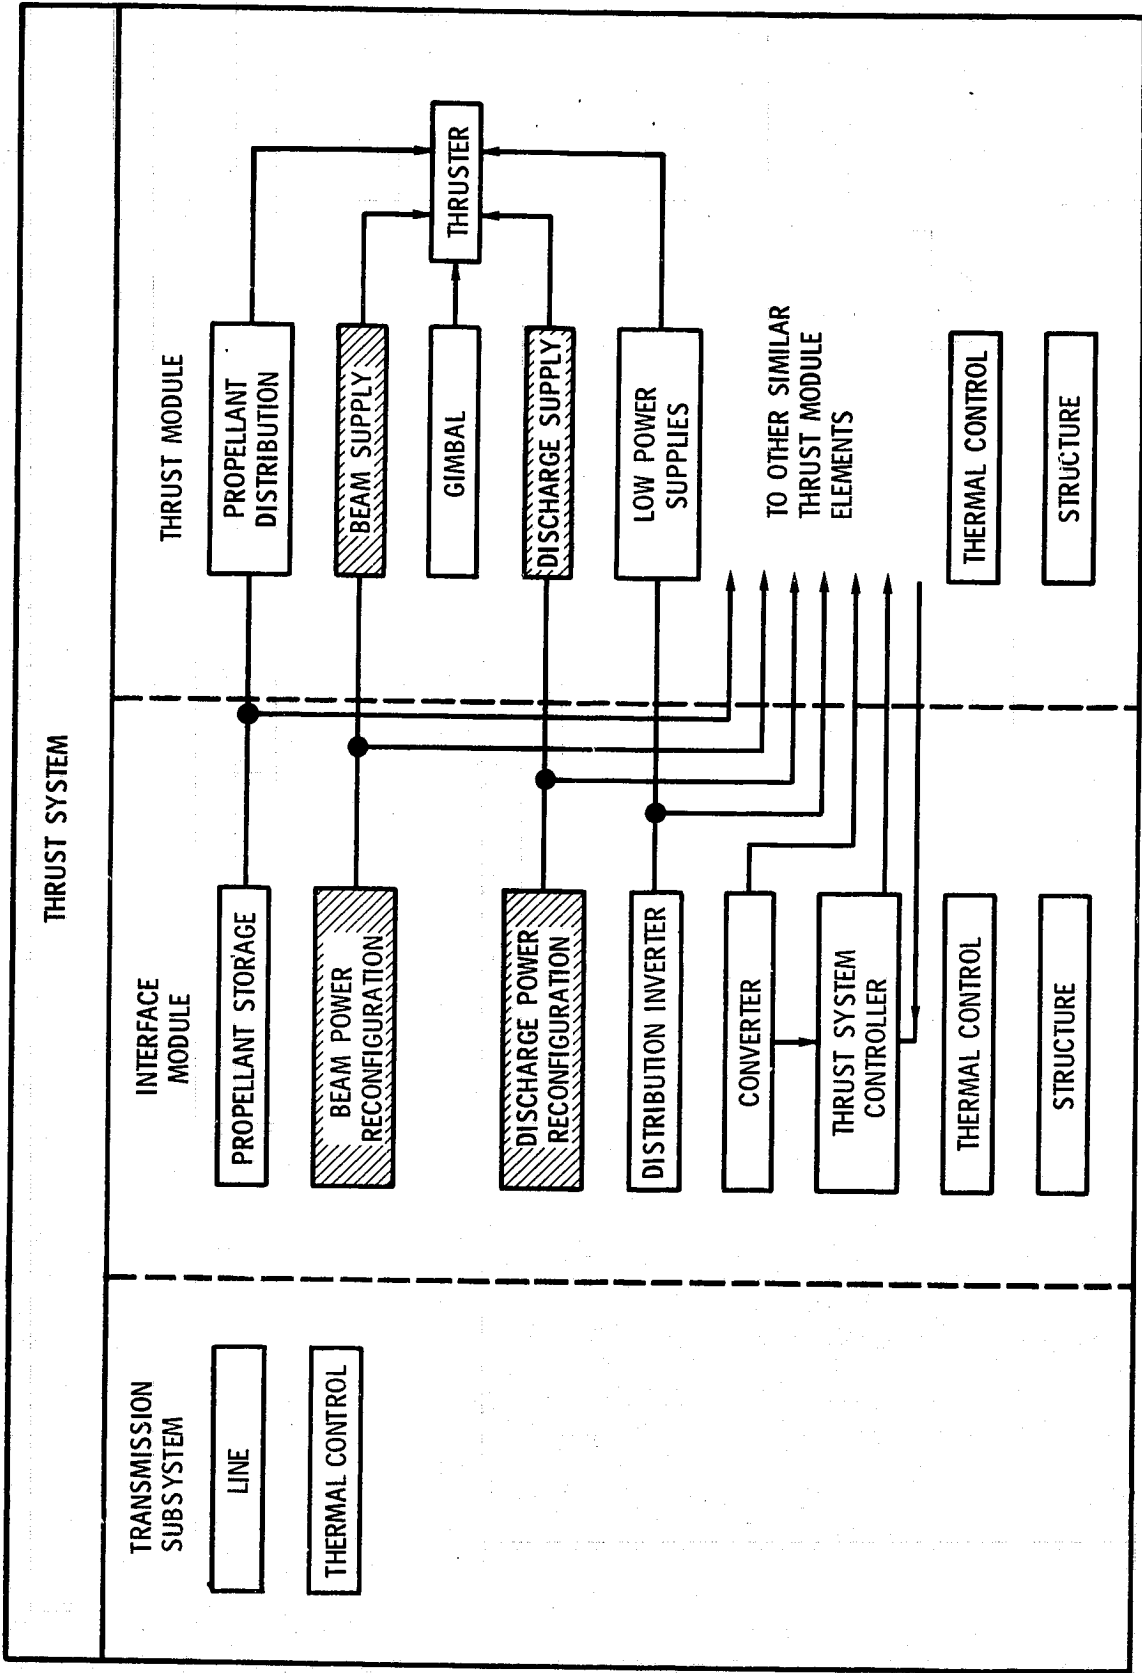 THRUST SYSTEM
TRANSMISSION
SUBSYSTEM
LINE
THERMAL CONTROL
INTERFACE
MODULE
PROPELLANT STORAGE
BEAM POWER
RECONFIGURATION
DISCHARGE POWER
RECONFIGURATION
DISTRIBUTION INVERTER
CONVERTER
THRUST SYSTEM
CONTROLLER
THERMAL CONTROL
STRUCTURE
THRUST MODULE
PROPELLANT
DISTRIBUTION
BEAM SUPPLY
GIMBAL
DISCHARGE SUPPLY
LOW POWER
SUPPLIES
THRUSTER
TO OTHER SIMILAR
THRUST MODULE
ELEMENTS
THERMAL CONTROL
STRUCTURE